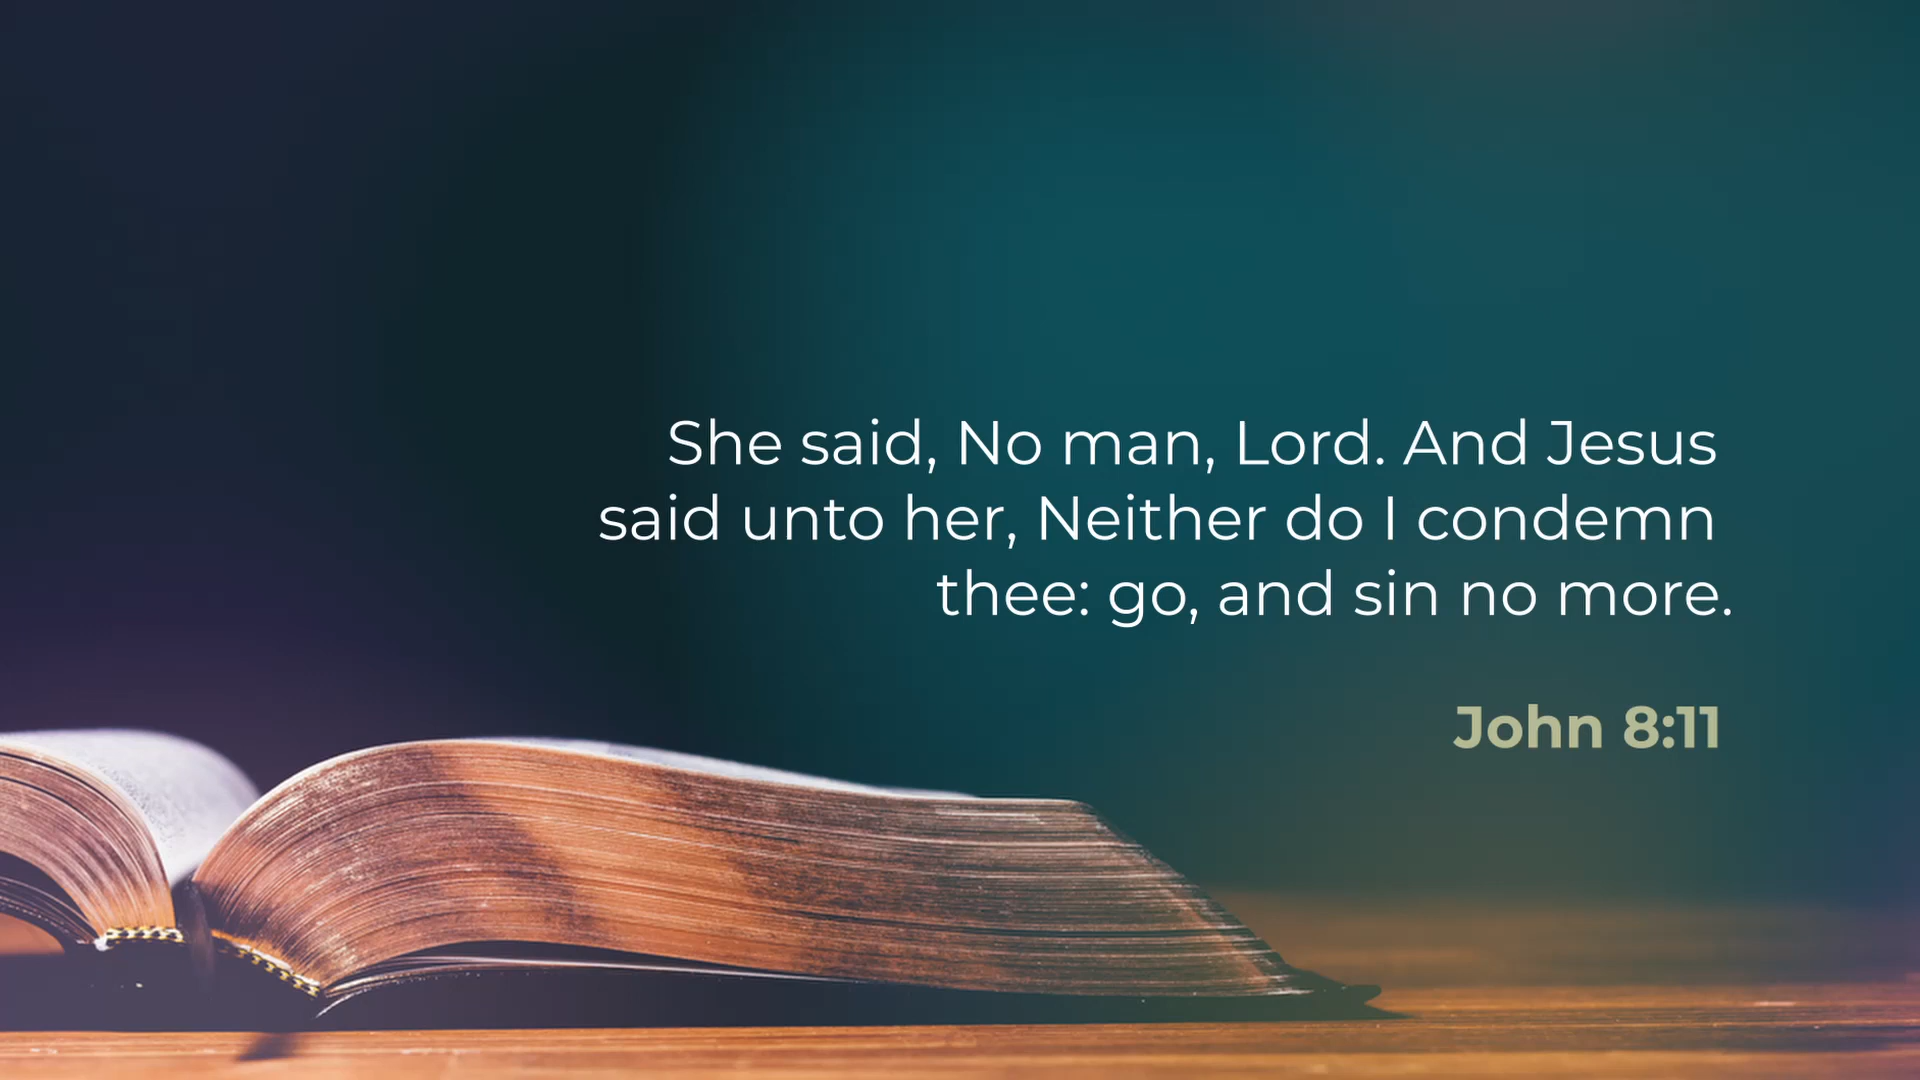 She said, No man, Lord. And Jesus
said unto her, Neither do I condemn
thee: go, and sin no more.
John 8:11